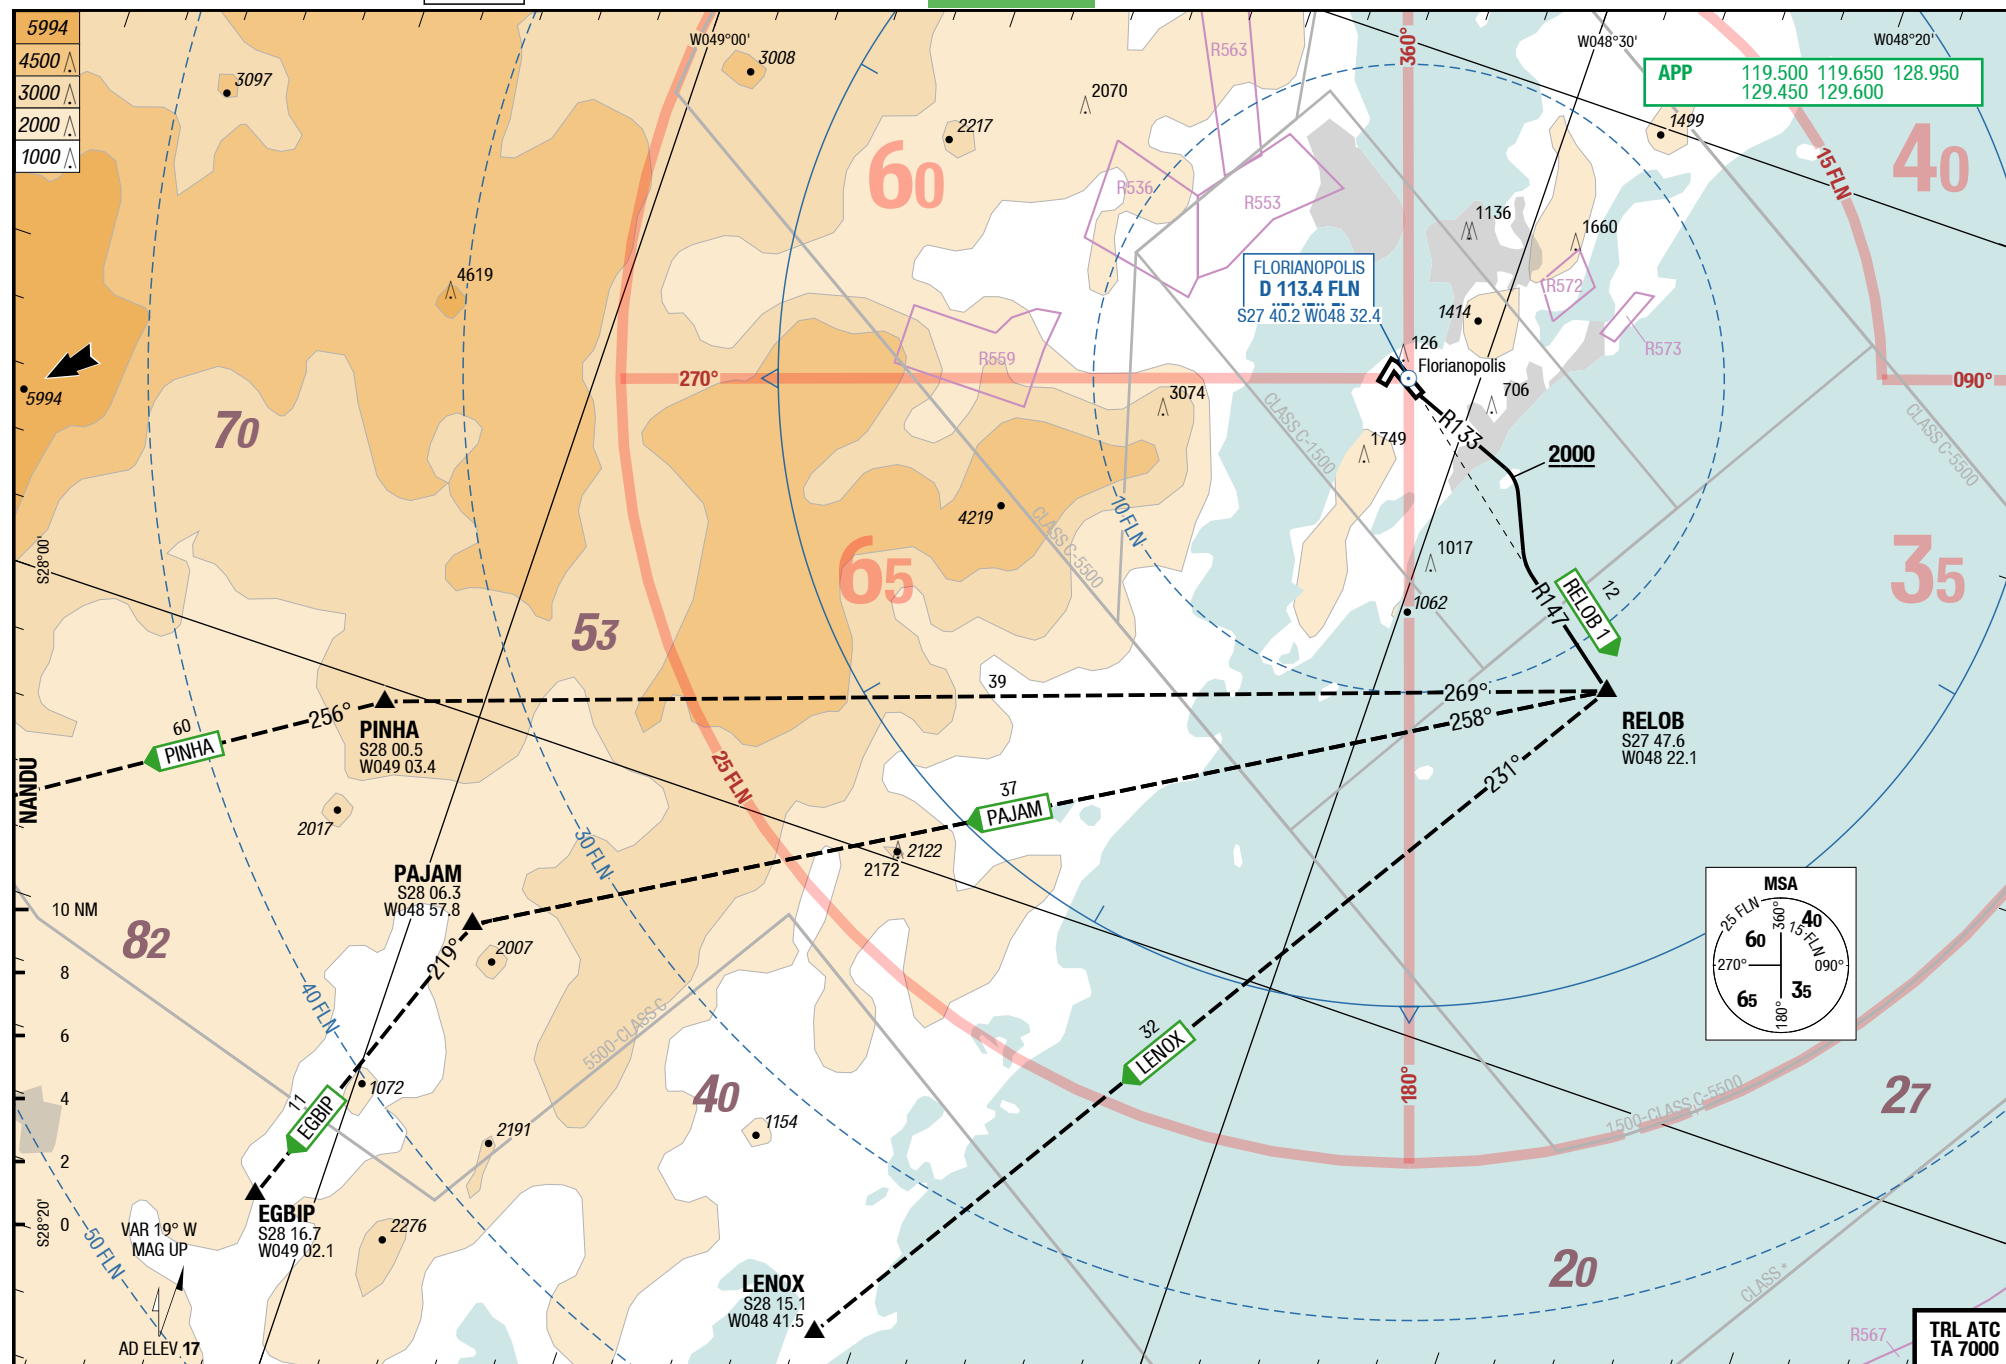 5994
4500
3000
2000
1000
3097
W049°00'
3008
2070
2217
R563
360°
W048°30'
W048°20'
APP 119.500 119.650 128.950
129.450 129.600
1499
15 FLN
40
60
R536
R553
1136
1660
4619
FLORIANOPOLIS
D 113.4 FLN
S27 40.2 W048 32.4
R572
1414
R573
126
Florianopolis
R559
270°
090°
5994
70
3074
706
R133
2000
1749
CLASS C-1500
CLASS C-5500
4219
10 FLN
CLASS C-5500
65
35
1017
1062
S28°00'
53
R147
RELOB 1
12
39
269°
258°
231°
RELOB
S27 47.6
W048 22.1
256°
60
PINHA
PINHA
S28 00.5
W049 03.4
NANDU
25 FLN
37
PAJAM
2017
30 FLN
2122
2172
PAJAM
S28 06.3
W048 57.8
219°
2007
10 NM
8
6
4
2
0
82
40 FLN
5500-CLASS C
MSA
25 FLN
360°
40
15 FLN
60
270°
090°
65
35
180°
32
LENOX
180°
1072
11
EGBIP
2191
40
1154
1500-CLASS C-5500
27
EGBIP
S28 16.7
W049 02.1
S28°20'
VAR 19° W
MAG UP
50 FLN
2276
AD ELEV 17
LENOX
S28 15.1
W048 41.5
20
CLASS *
R567
TRL ATC
TA 7000